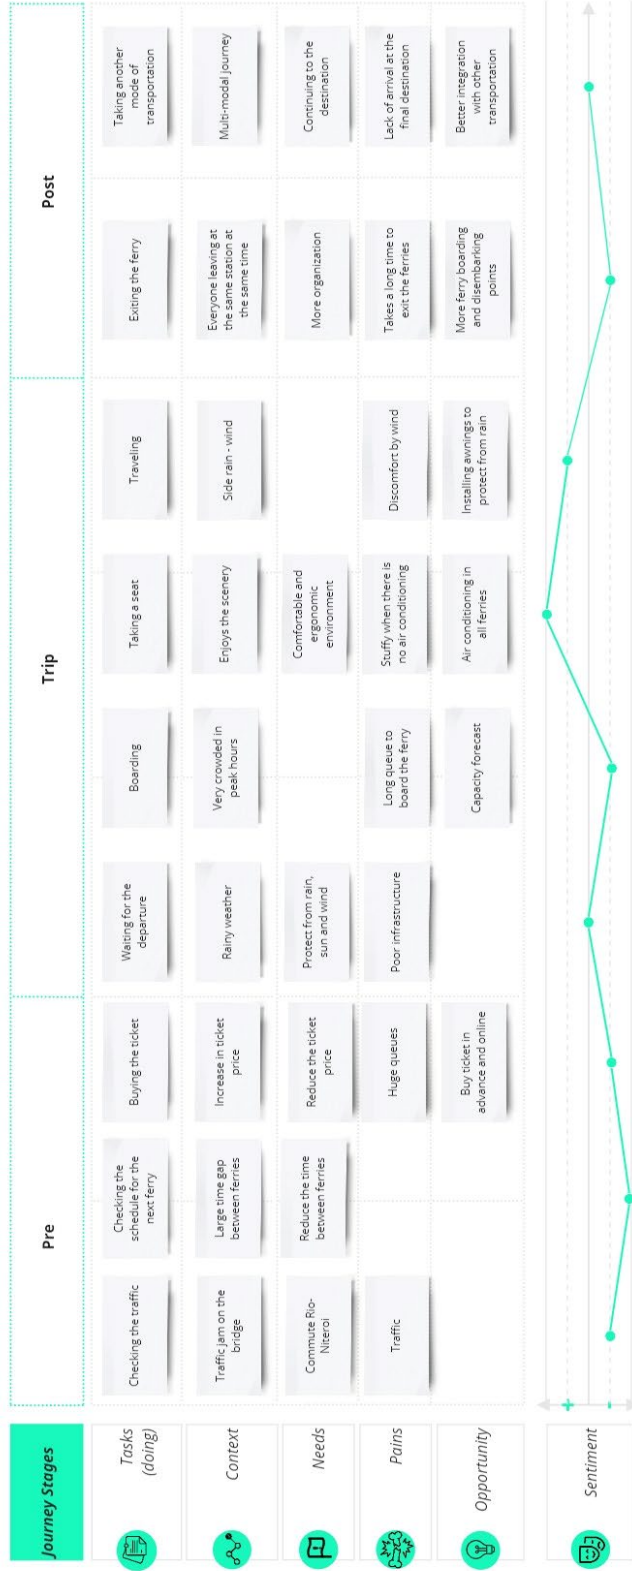 Journey Stages
Pre
Trip
Post
Tasks
(doing)
Checking the traffic
Checking the
schedule for the
next ferry
Buying the ticket
Waiting for the
departure
Boarding
Taking a seat
Traveling
Exiting the ferry
Taking another
mode of
transportation
Context
Traffic jam on the
bridge
Large time gap
between ferries
Increase in ticket
price
Rainy weather
Very crowded in
peak hours
Enjoys the scenery
Side rain - wind
Everyone leaving at
the same station at
the same time
Multi-modal journey
Needs
Commute Rio-
Niteroi
Reduce the time
between ferries
Reduce the ticket
price
Protect from rain,
sun and wind
Comfortable and
ergonomic
environment
More organization
Continuing to the
destination
Pains
Traffic
Huge queues
Poor infrastructure
Long queue to
board the ferry
Stuffy when there is
no air conditioning
Discomfort by wind
Takes a long time to
exit the ferries
Lack of arrival at the
final destination
Opportunity
Buy ticket in
advance and online
Capacity forecast
Air conditioning in
all ferries
Installing awnings to
protect from rain
More ferry boarding
and disembarking
points
Better integration
with other
transportation
Sentiment
+
-